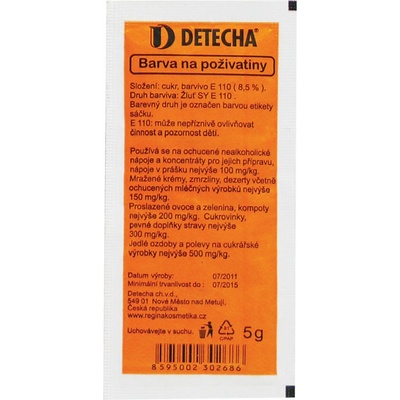 DETECHA®
Barva na poživatiny
Složení: cukr, barvivo E 110 ( 8,5 % ).
Druh barviva: Žluť SY E 110 .
Barevný druh je označen barvou etikety
sáčku.
E 110: může nepříznivě ovlivňovat
činnost a pozornost dětí.
Používá se na ochucené nealkoholické
nápoje a koncentráty pro jejich přípravu,
nápoje v prášku nejvýše 100 mg/kg.
Mražené krémy, zmrzliny, dezerty včetně
ochucených mléčných výrobků nejvýše
150 mg/kg.
Proslazené ovoce a zelenina, kompoty
nejvýše 200 mg/kg. Cukrovinky,
pevné doplňky stravy nejvýše
300 mg/kg.
Jedlé ozdoby a polevy na cukrářské
výrobky nejvýše 500 mg/kg.
Datum výroby: 07/2011
Minimální trvanlivost do : 07/2015
Detecha ch.v.d.,
549 01 Nové Město nad Metují,
Česká republika
www.reginakosmetika.cz
Uchovávejte v suchu.
81
C/PAP
5g
8 595002 302686